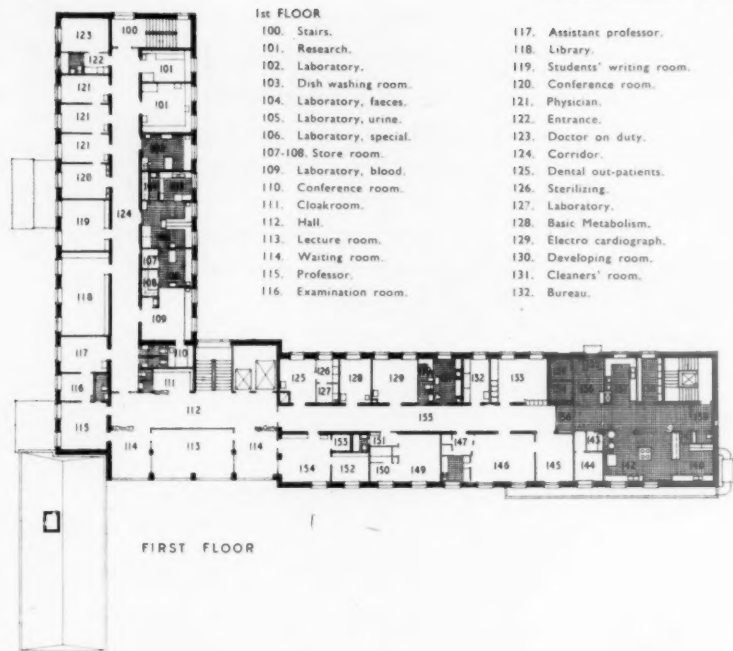 1st FLOOR
100. Stairs.
101. Research.
102. Laboratory.
103. Dish washing room.
104. Laboratory, faeces.
105. Laboratory, urine.
106. Laboratory, special.
107-108. Store room.
109. Laboratory, blood.
110. Conference room.
111. Cloakroom.
112. Hall.
113. Lecture room.
114. Waiting room.
115. Professor.
116. Examination room.
117. Assistant professor.
118. Library.
119. Students' writing room.
120. Conference room.
121. Physician.
122. Entrance.
123. Doctor on duty.
124. Corridor.
125. Dental out-patients.
126. Sterilizing.
127. Laboratory.
128. Basic Metabolism.
129. Electro cardiograph.
130. Developing room.
131. Cleaners' room.
132. Bureau.
123
100
122
101
121
101
121
121
120
124
119
107
108
118
109
117
110
116
111
112
115
114
113
114
125
126
127
128
129
132
133
155
154
153
152
151
150
149
147
146
145
143
144
142
140
FIRST FLOOR